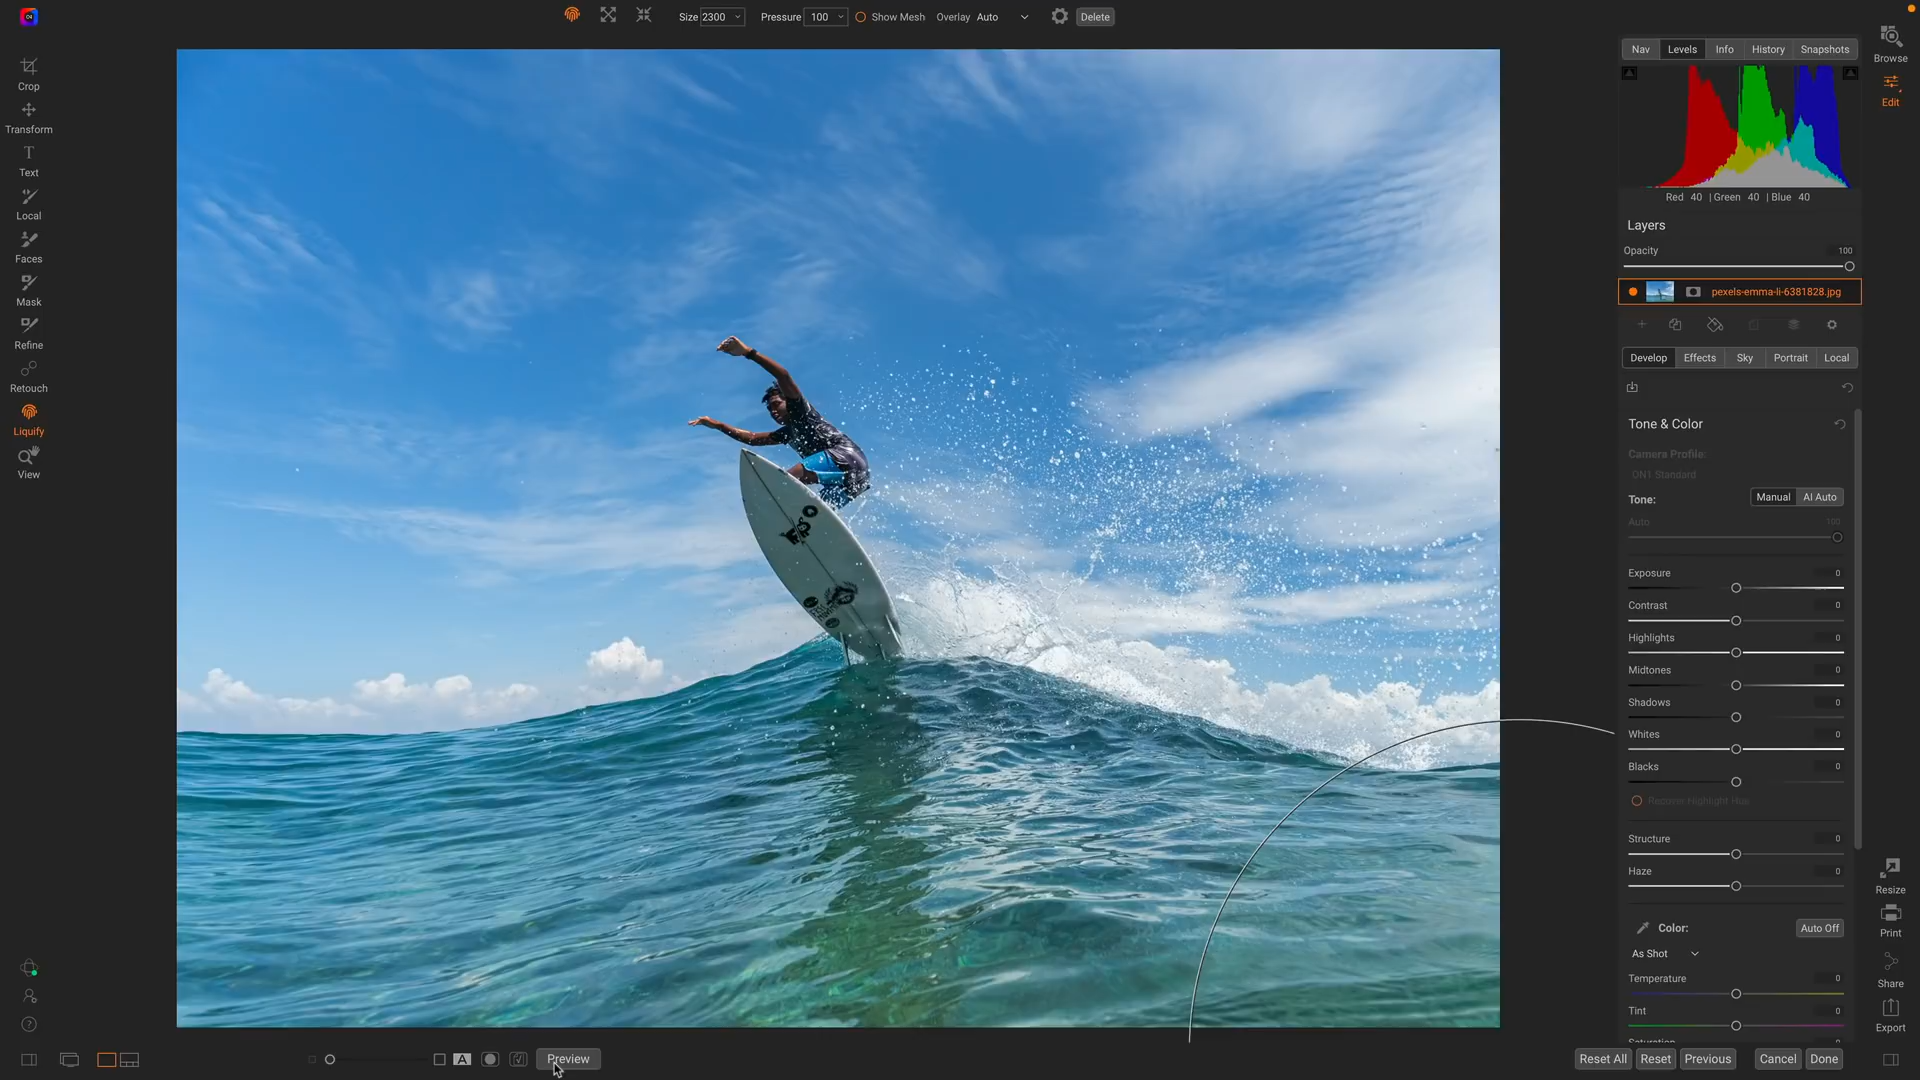 Size 2300 Pressure 100 Show Mesh Overlay Auto Delete
Crop
Transform
Text
Local
Faces
Mask
Refine
Retouch
Liquify
View
Nav Levels Info History Snapshots
Red 40 | Green 40 | Blue 40
Layers
Opacity 100
pexels-emma-li-6381828.jpg
Develop Effects Sky Portrait Local
Tone & Color
Camera Profile:
ON1 Standard
Tone: Manual AI Auto
Auto 100
Exposure 0
Contrast 0
Highlights 0
Midtones 0
Shadows 0
Whites 0
Blacks 0
Recover Highlight Hue
Structure 0
Haze 0
Color: Auto Off
As Shot
Temperature 0
Tint 0
Browse
Edit
Resize
Print
Share
Export
A Preview
Reset All Reset Previous Cancel Done